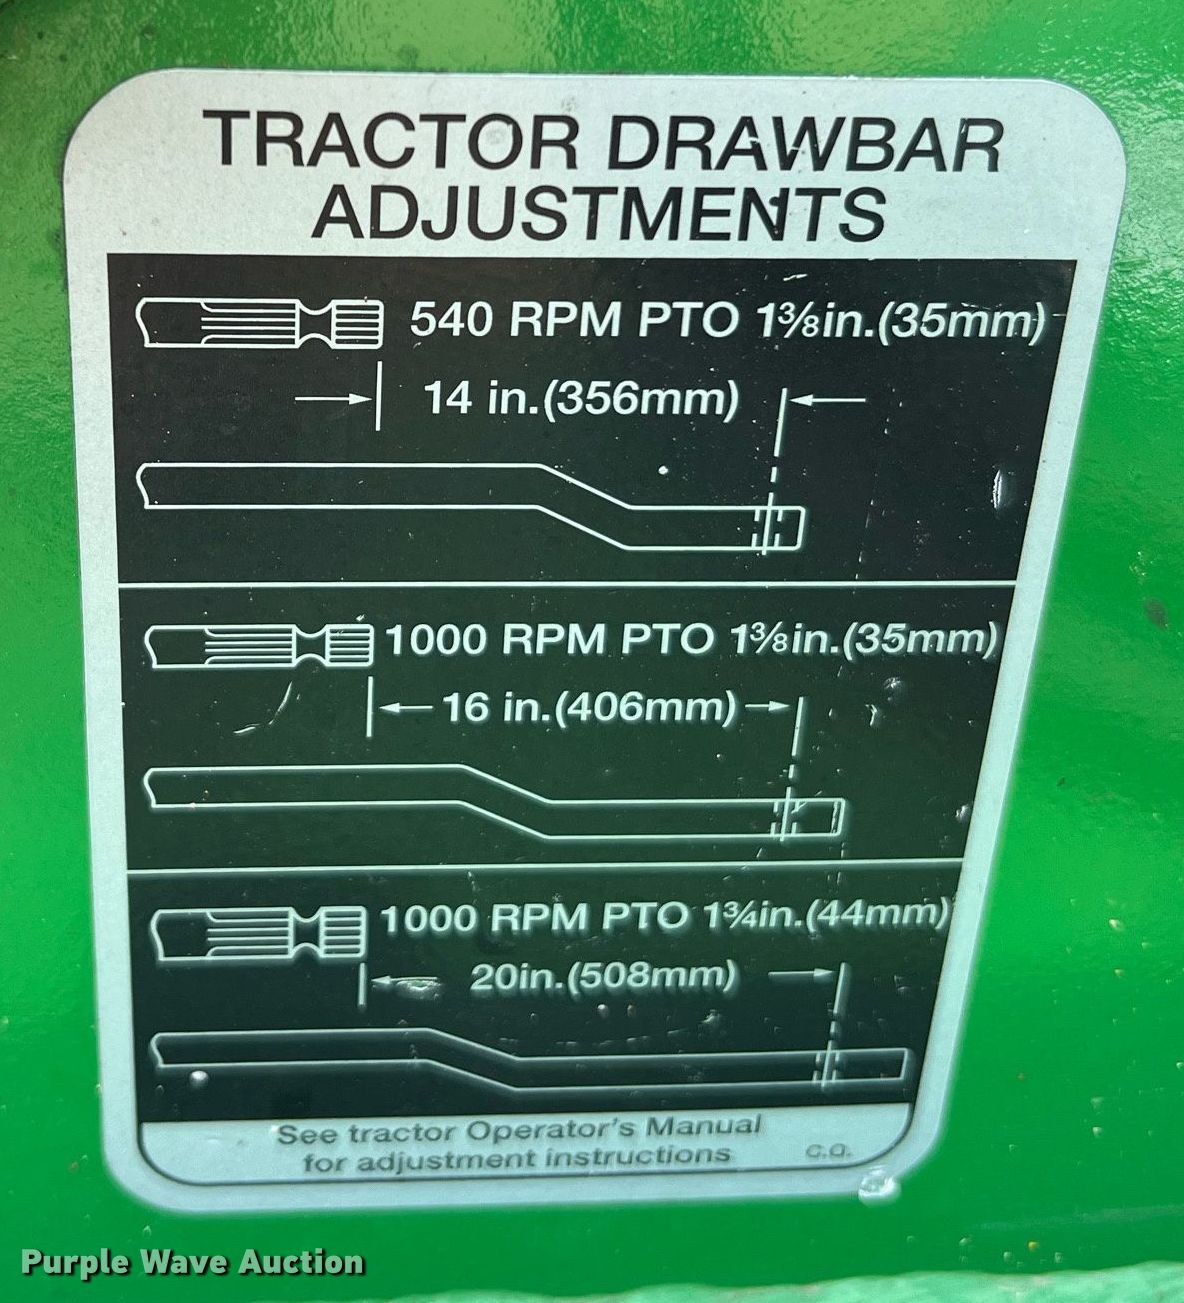 TRACTOR DRAWBAR
ADJUSTMENTS
540 RPM PTO 1⅜in.(35mm)
14 in.(356mm)
1000 RPM PTO 1⅜in.(35mm)
16 in.(406mm)
1000 RPM PTO 1¾in.(44mm)
20in.(508mm)
See tractor Operator's Manual
for adjustment instructions
C.Q.
Purple Wave Auction